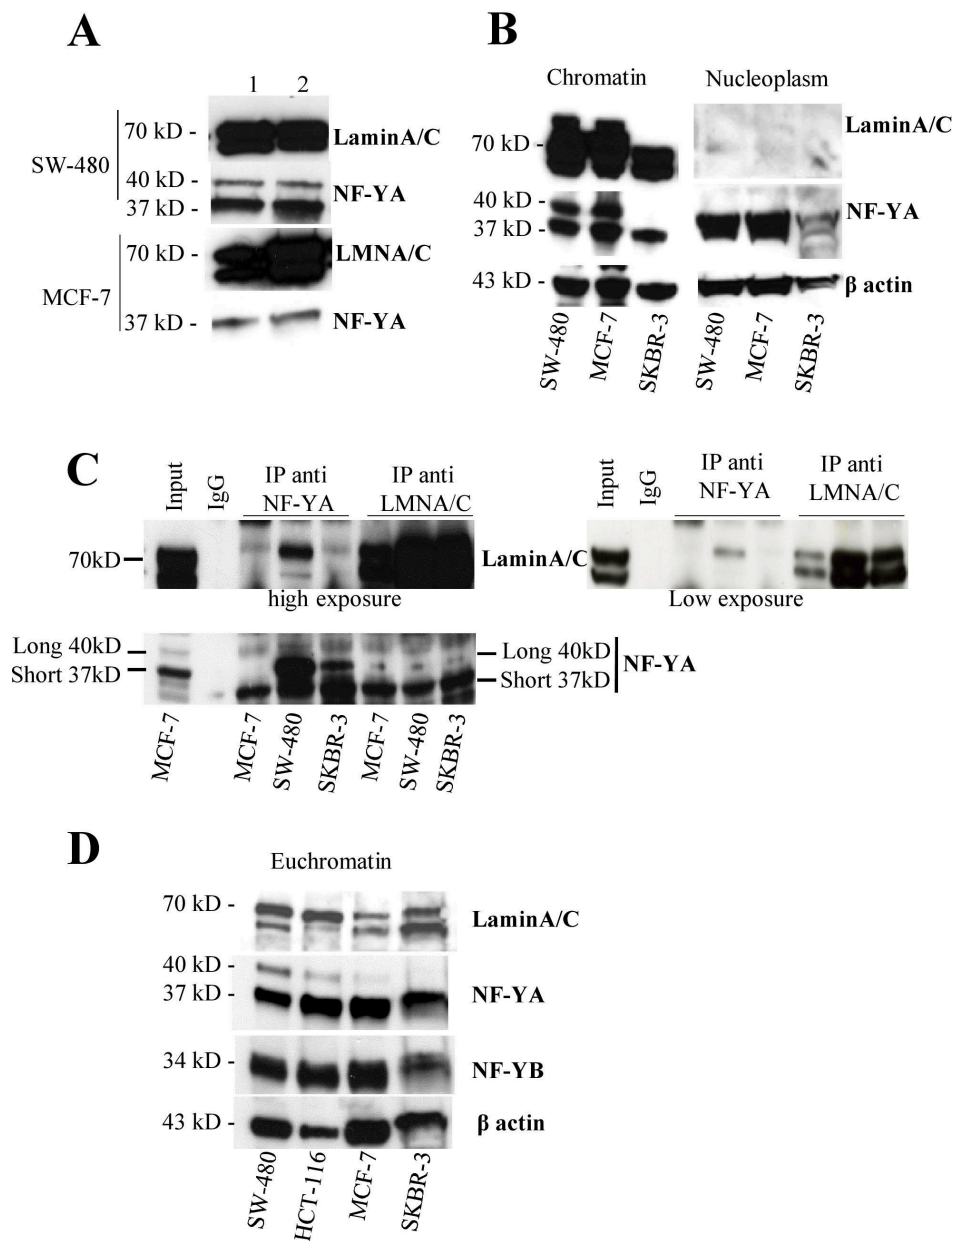 A
1 2
SW-480
70 kD -
LaminA/C
40 kD -
37 kD -
NF-YA
MCF-7
70 kD -
LMNA/C
37 kD -
NF-YA
B
Chromatin
Nucleoplasm
70 kD -
LaminA/C
40 kD -
37 kD -
NF-YA
43 kD -
β actin
SW-480
MCF-7
SKBR-3
SW-480
MCF-7
SKBR-3
C
Input
IgG
IP anti
NF-YA
IP anti
LMNA/C
Input
IgG
IP anti
NF-YA
IP anti
LMNA/C
70kD
LaminA/C
high exposure
Low exposure
Long 40kD
Short 37kD
Long 40kD
Short 37kD
NF-YA
MCF-7
MCF-7
SW-480
SKBR-3
MCF-7
SW-480
SKBR-3
D
Euchromatin
70 kD -
LaminA/C
40 kD -
37 kD -
NF-YA
34 kD -
NF-YB
43 kD -
β actin
SW-480
HCT-116
MCF-7
SKBR-3